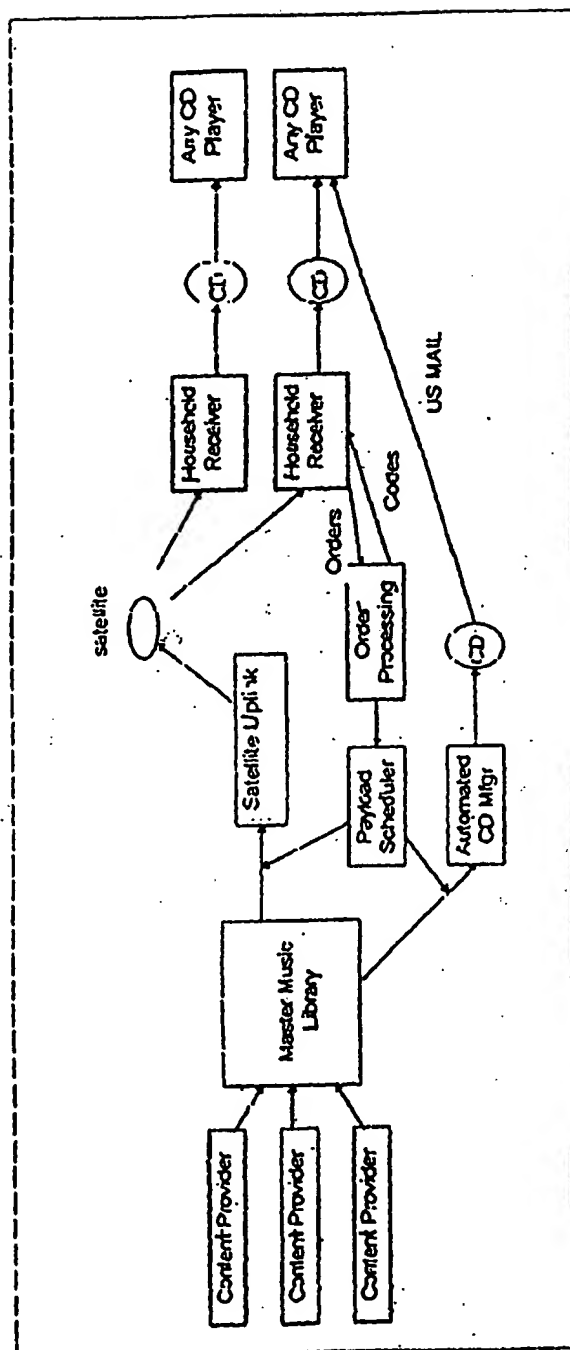 Content Provider
Content Provider
Content Provider
Master Music
Library
Satellite Uplink
satellite
Payload
Scheduler
Order
Processing
Orders
Codes
Automated
CD Mfgr
CD
US MAIL
Household
Receiver
Household
Receiver
CD
CD
Any CD
Player
Any CD
Player